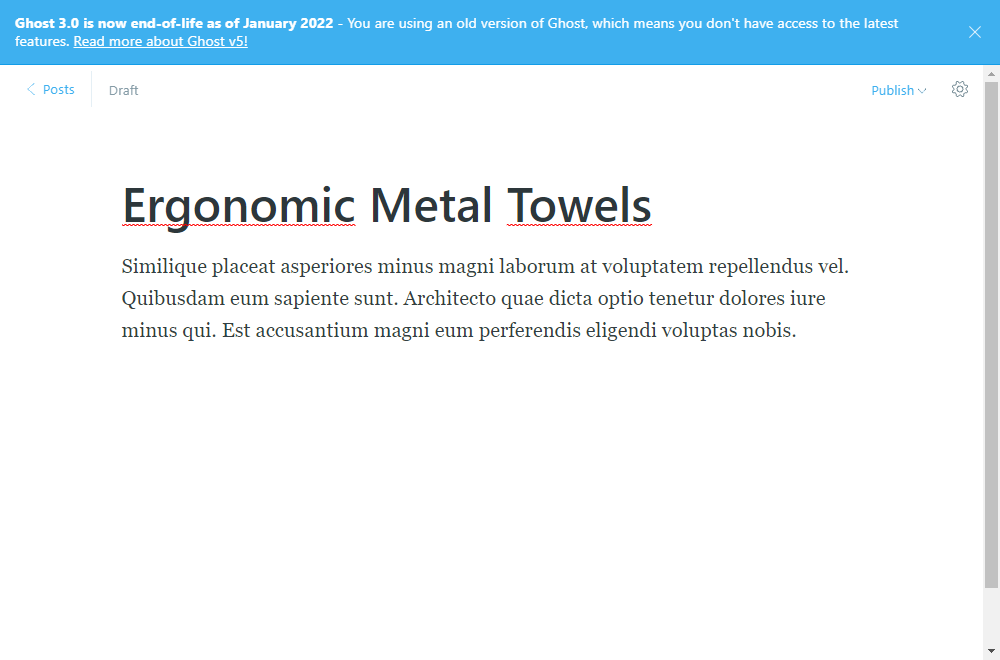 Ghost 3.0 is now end-of-life as of January 2022 - You are using an old version of Ghost, which means you don't have access to the latest
features. Read more about Ghost v5!
Posts
Draft
Publish
Ergonomic Metal Towels
Similique placeat asperiores minus magni laborum at voluptatem repellendus vel.
Quibusdam eum sapiente sunt. Architecto quae dicta optio tenetur dolores iure
minus qui. Est accusantium magni eum perferendis eligendi voluptas nobis.